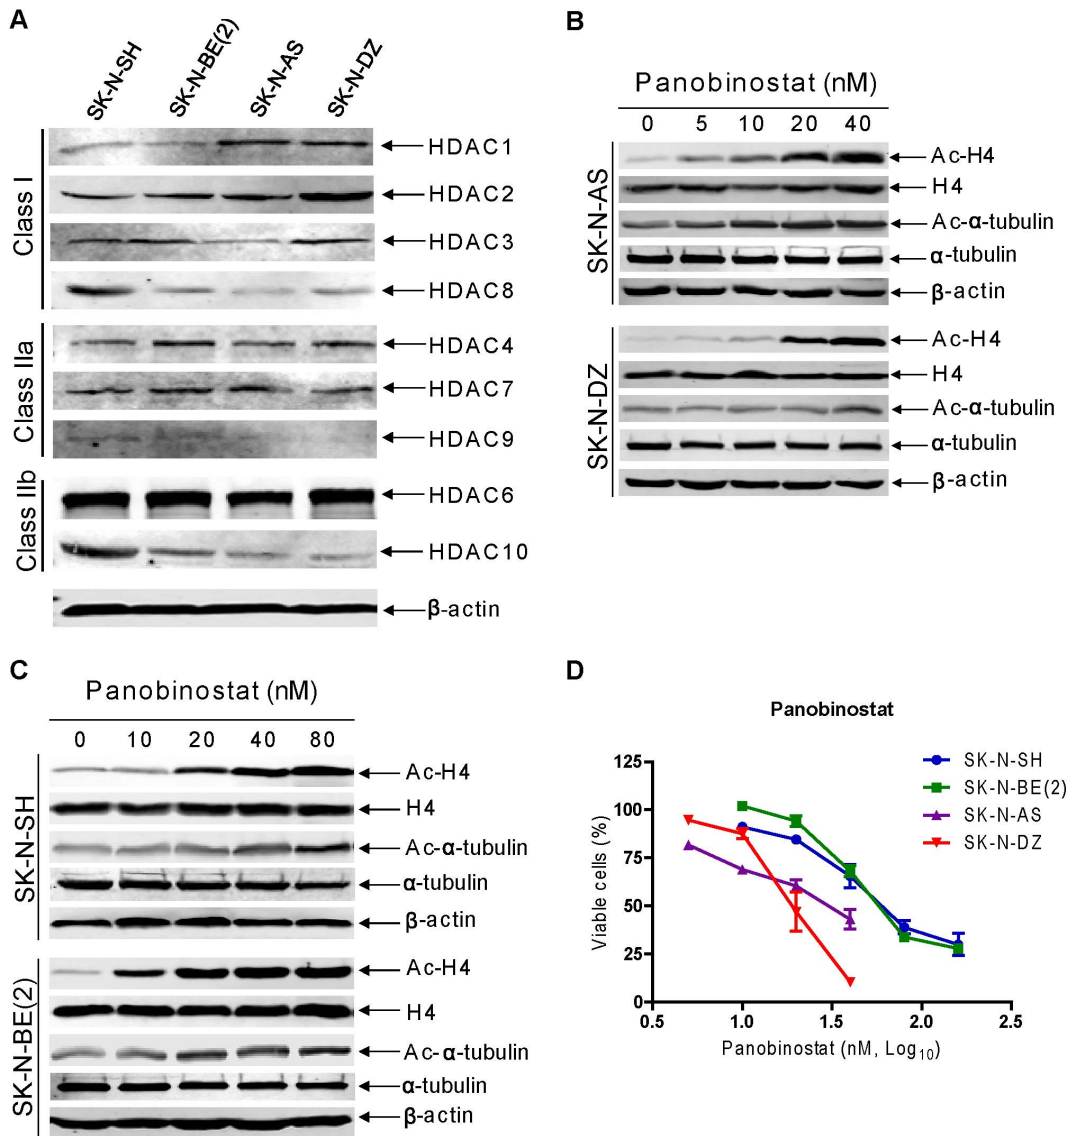 A
SK-N-SH
SK-N-BE(2)
SK-N-AS
SK-N-DZ
Class I
HDAC1
HDAC2
HDAC3
HDAC8
Class IIa
HDAC4
HDAC7
HDAC9
Class IIb
HDAC6
HDAC10
β-actin
B
Panobinostat (nM)
0 5 10 20 40
SK-N-AS
Ac-H4
H4
Ac-α-tubulin
α-tubulin
β-actin
SK-N-DZ
Ac-H4
H4
Ac-α-tubulin
α-tubulin
β-actin
C
Panobinostat (nM)
0 10 20 40 80
SK-N-SH
Ac-H4
H4
Ac-α-tubulin
α-tubulin
β-actin
SK-N-BE(2)
Ac-H4
H4
Ac-α-tubulin
α-tubulin
β-actin
D
Panobinostat
Viable cells (%)
125
100
75
50
25
0
0.5 1.0 1.5 2.0 2.5
Panobinostat (nM, Log10)
SK-N-SH
SK-N-BE(2)
SK-N-AS
SK-N-DZ